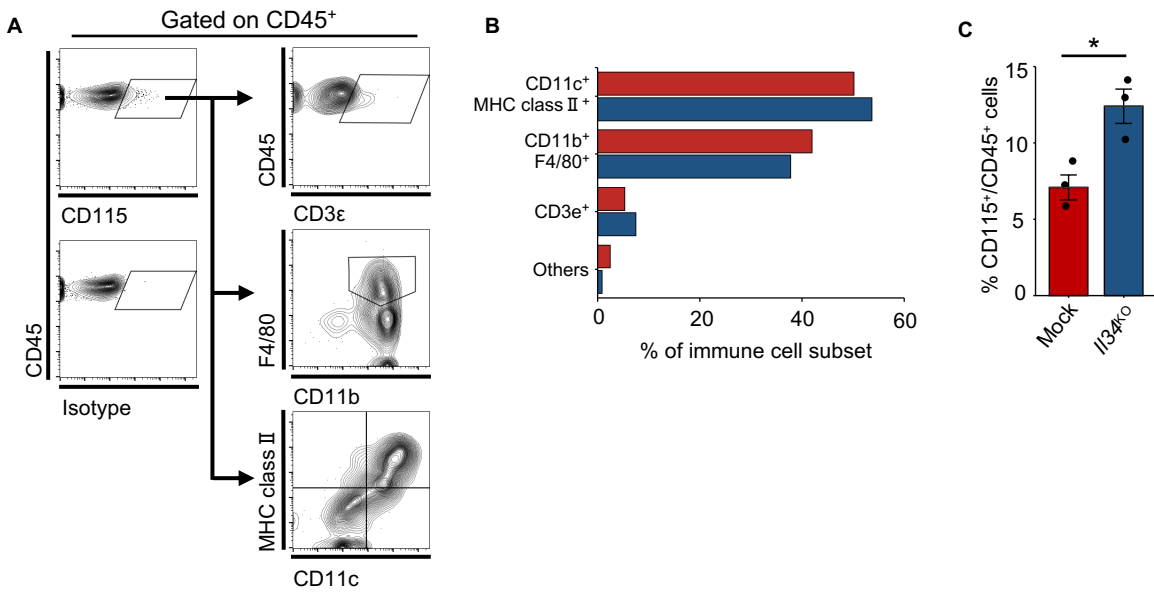 A
Gated on CD45⁺
CD45
CD115
CD45
Isotype
CD45
CD3ε
F4/80
CD11b
MHC class Ⅱ
CD11c
B
CD11c⁺
MHC class Ⅱ⁺
CD11b⁺
F4/80⁺
CD3e⁺
Others
0 20 40 60
% of immune cell subset
C
*
% CD115⁺/CD45⁺ cells
15
10
5
0
Mock
Il34ᴷᴼ